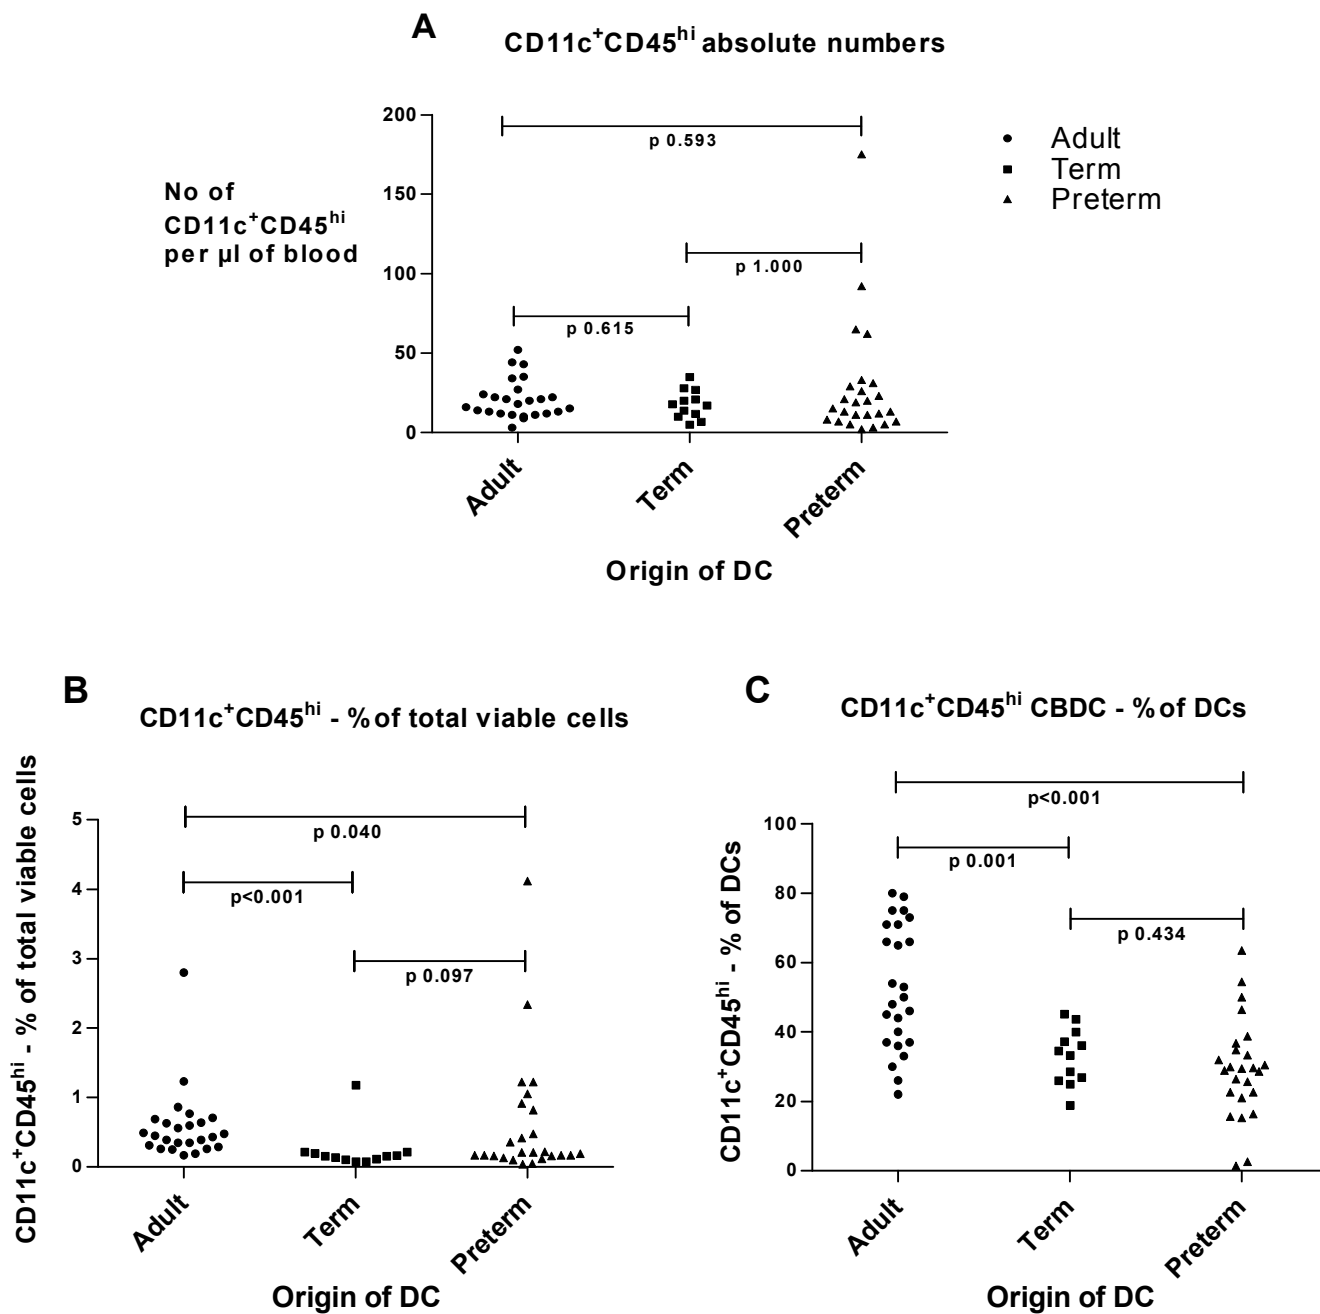 A
CD11c⁺CD45ʰⁱ absolute numbers
200
150
100
50
0
No of
CD11c⁺CD45ʰⁱ
per µl of blood
p 0.593
p 1.000
p 0.615
Adult
Term
Preterm
Adult
Term
Preterm
Origin of DC
B
CD11c⁺CD45ʰⁱ - % of total viable cells
CD11c⁺CD45ʰⁱ - % of total viable cells
5
4
3
2
1
0
p 0.040
p<0.001
p 0.097
Adult
Term
Preterm
Origin of DC
C
CD11c⁺CD45ʰⁱ CBDC - % of DCs
CD11c⁺CD45ʰⁱ - % of DCs
100
80
60
40
20
0
p<0.001
p 0.001
p 0.434
Adult
Term
Preterm
Origin of DC